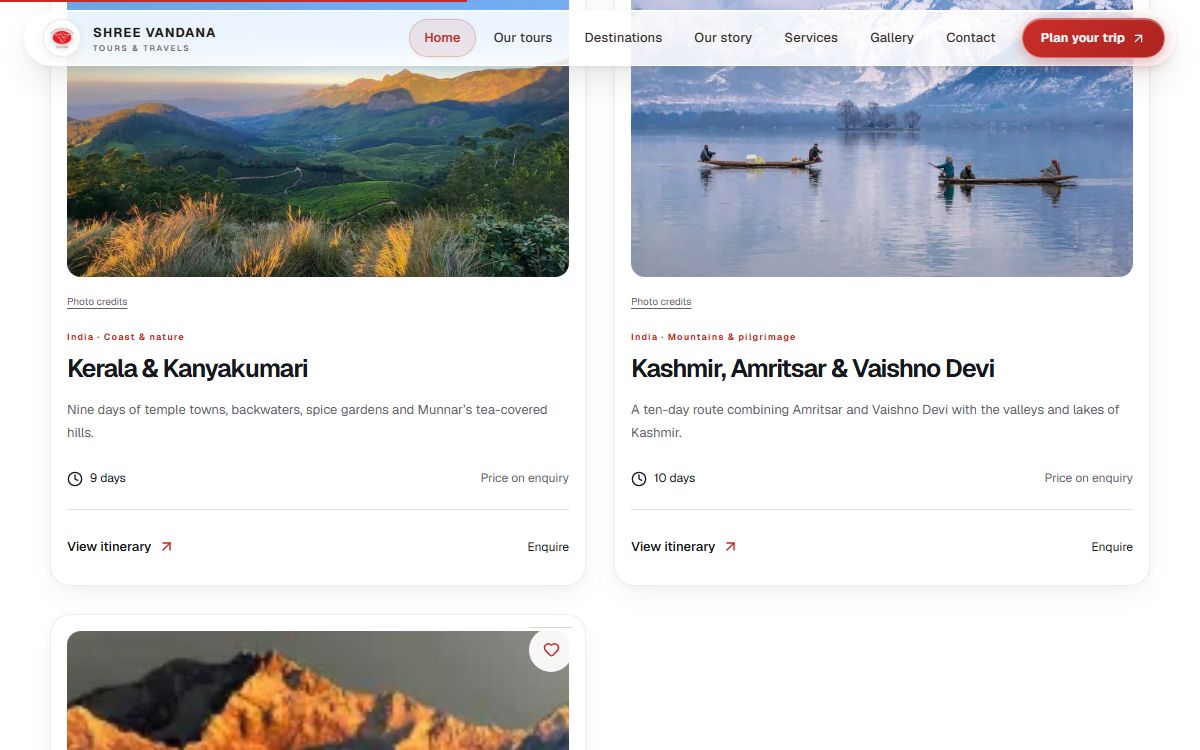 SHREE VANDANA
TOURS & TRAVELS
Home
Our tours
Destinations
Our story
Services
Gallery
Contact
Plan your trip
Photo credits
India · Coast & nature
Kerala & Kanyakumari
Nine days of temple towns, backwaters, spice gardens and Munnar’s tea-covered
hills.
9 days
Price on enquiry
View itinerary
Enquire
Photo credits
India · Mountains & pilgrimage
Kashmir, Amritsar & Vaishno Devi
A ten-day route combining Amritsar and Vaishno Devi with the valleys and lakes of
Kashmir.
10 days
Price on enquiry
View itinerary
Enquire